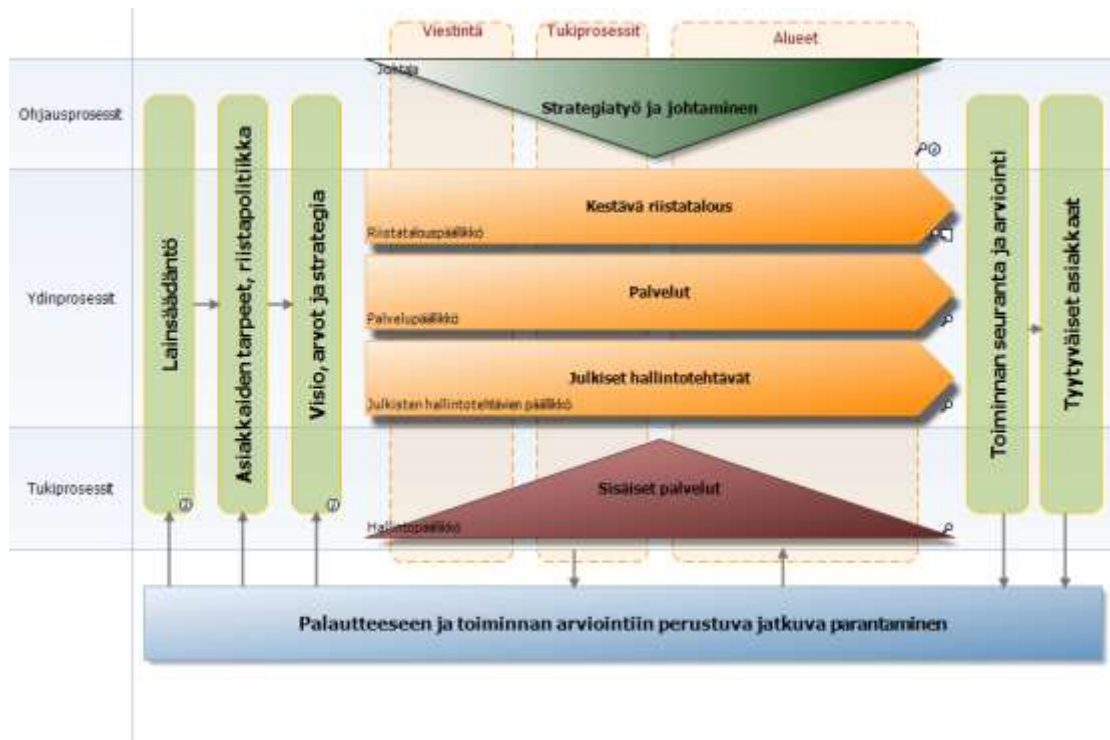 Viestintä
Tukiprosessit
Alueet
Johtaja
Strategiatyö ja johtaminen
Ohjausprosessit
Lainsäädäntö
Asiakkaiden tarpeet, riistapolitiikka
Visio, arvot ja strategia
Ydinprosessit
Kestävä riistatalous
Riistatalouspäällikkö
Palvelut
Palvelupäällikkö
Julkiset hallintotehtävät
Julkisten hallintotehtävien päällikkö
Tukiprosessit
Sisäiset palvelut
Hallintopäällikkö
Toiminnan seuranta ja arviointi
Tyytyväiset asiakkaat
Palautteeseen ja toiminnan arviointiin perustuva jatkuva parantaminen